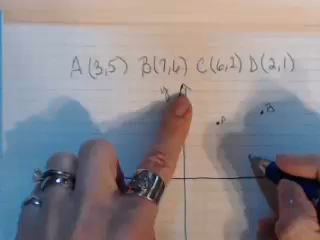 A(3,5) B(7,6) C(6,2) D(2,1)
y
A
B